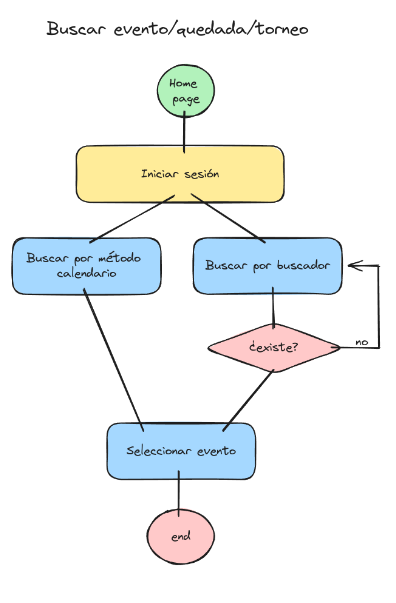 Buscar evento/quedada/torneo
Home
page
Iniciar sesión
Buscar por método
calendario
Buscar por buscador
¿existe?
no
Seleccionar evento
end